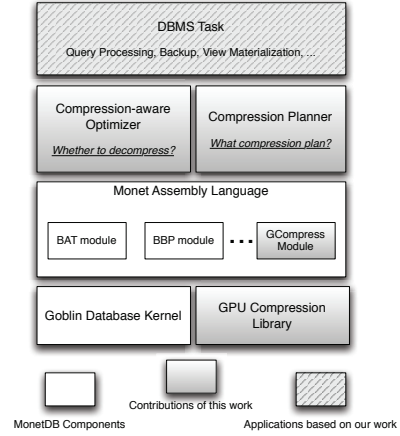 DBMS Task
Query Processing, Backup, View Materialization, ...
Compression-aware
Optimizer
Whether to decompress?
Compression Planner
What compression plan?
Monet Assembly Language
BAT module
BBP module
...
GCompress
Module
Goblin Database Kernel
GPU Compression
Library
MonetDB Components
Contributions of this work
Applications based on our work